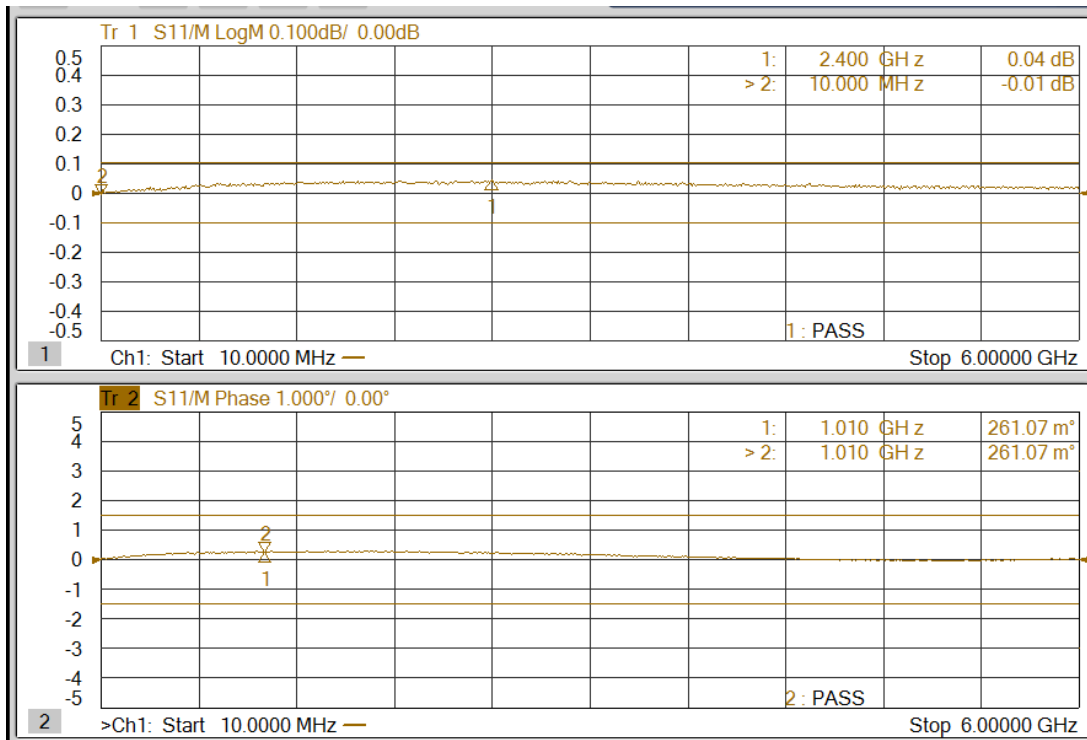 Tr 1 S11/M LogM 0.100dB/ 0.00dB
1: 2.400 GHz 0.04 dB
> 2: 10.000 MHz -0.01 dB
0.5
0.4
0.3
0.2
0.1
0
-0.1
-0.2
-0.3
-0.4
-0.5
2
1
1 : PASS
1 Ch1: Start 10.0000 MHz Stop 6.00000 GHz
Tr 2 S11/M Phase 1.000°/ 0.00°
1: 1.010 GHz 261.07 m°
> 2: 1.010 GHz 261.07 m°
5
4
3
2
1
0
-1
-2
-3
-4
-5
2
1
2 : PASS
2 >Ch1: Start 10.0000 MHz Stop 6.00000 GHz